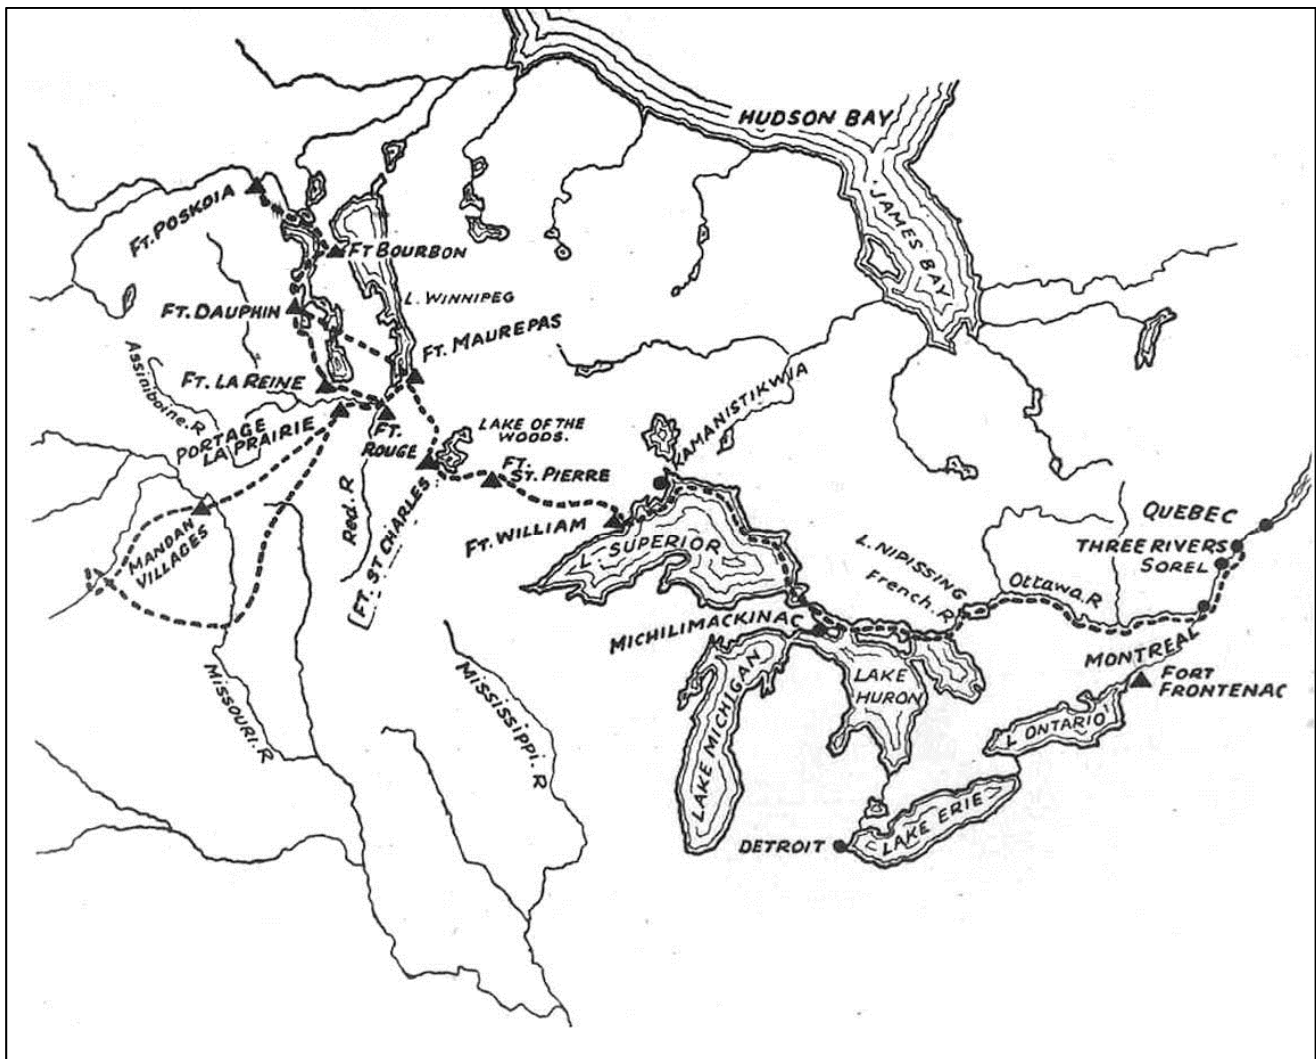 HUDSON BAY
JAMES BAY
FT. POSKOIA
FT BOURBON
L. WINNIPEG
FT. DAUPHIN
FT. MAUREPAS
Assiniboine. R
FT. LA REINE
PORTAGE
LA PRAIRIE
FT.
ROUGE
LAKE OF THE
WOODS.
KAMANISTIKWIA
Red. R
FT. ST CHARLES
FT.
ST. PIERRE
FT. WILLIAM
L. SUPERIOR
MANDAN
VILLAGES
L. NIPISSING
French. R
Ottawa. R
QUEBEC
THREE RIVERS
SOREL
MICHILIMACKINAC
MONTREAL
FORT
FRONTENAC
MISSOURI. R
Mississippi. R
LAKE MICHIGAN
LAKE
HURON
L ONTARIO
LAKE ERIE
DETROIT